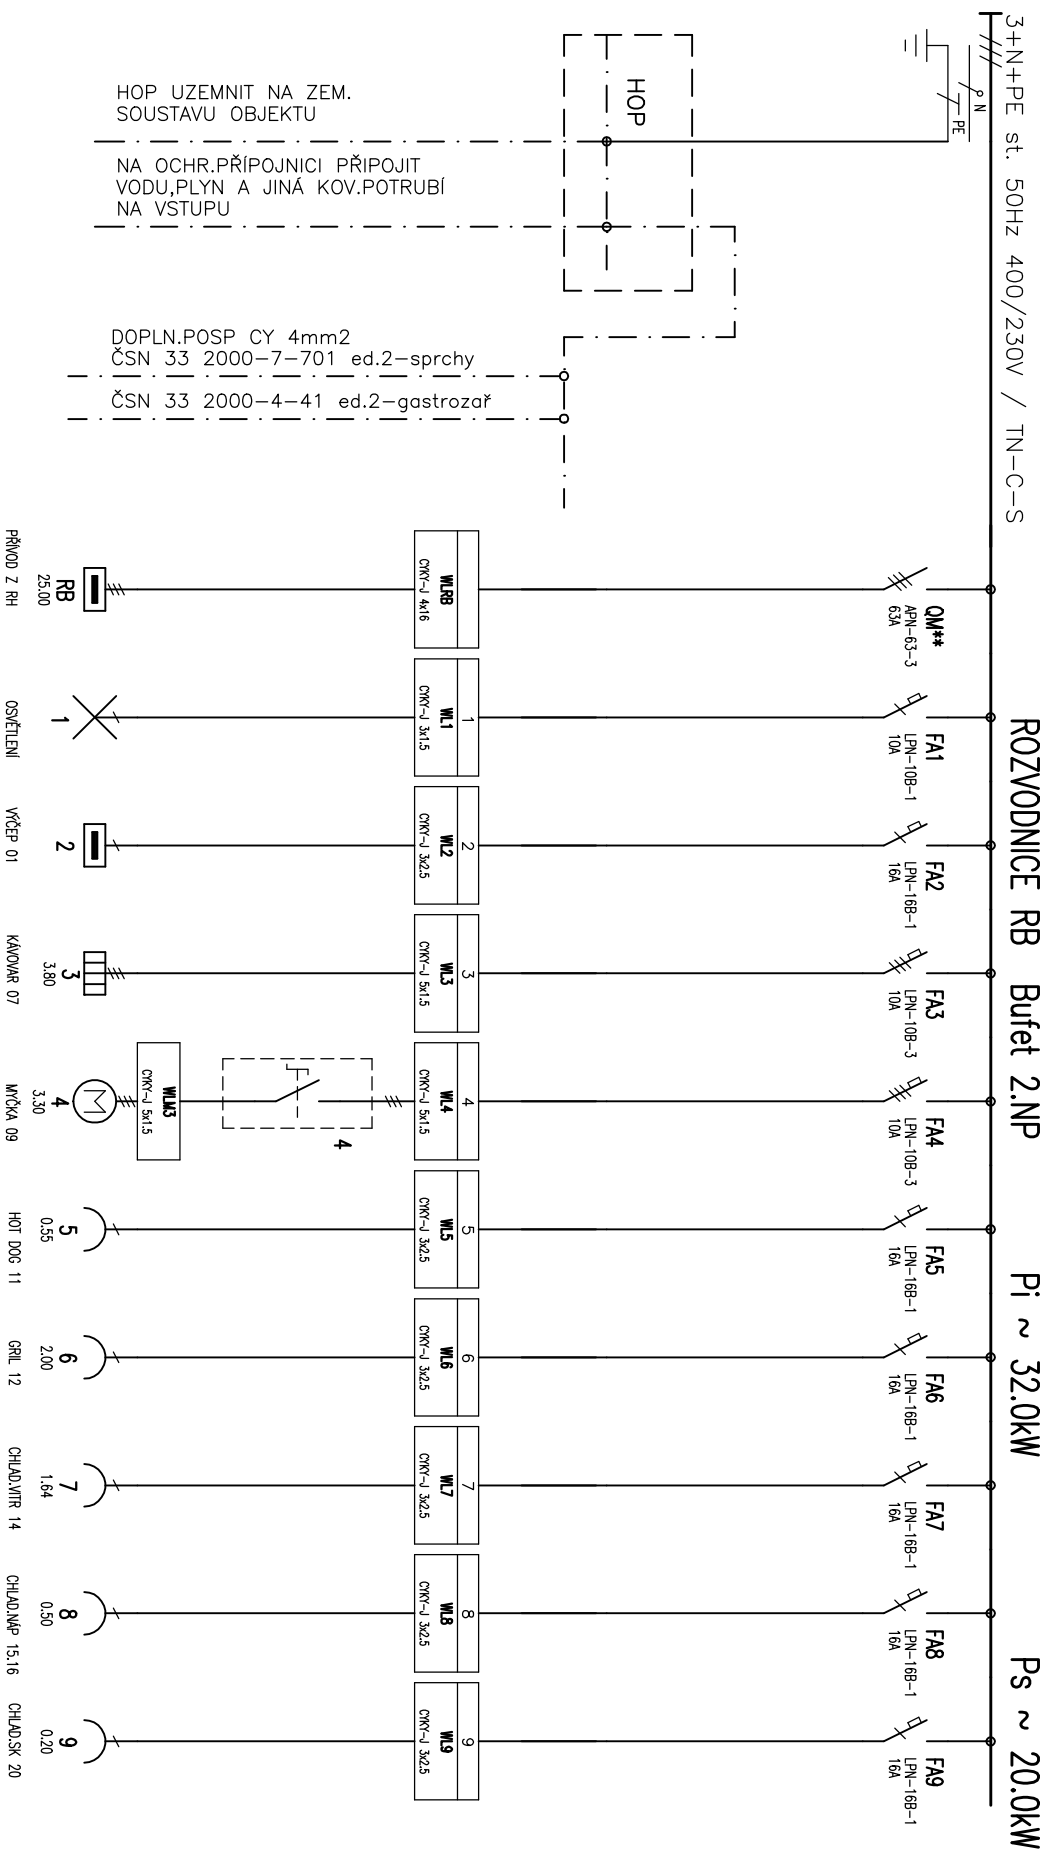 3+N+PE st. 50Hz 400/230V / TN-C-S
ROZVODNICE RB Bufet 2.NP Pi ~ 32.0kW Ps ~ 20.0kW
N
PE
HOP
HOP UZEMNIT NA ZEM.
SOUSTAVU OBJEKTU
NA OCHR.PŘÍPOJNICI PŘIPOJIT
VODU,PLYN A JINÁ KOV.POTRUBÍ
NA VSTUPU
DOPLN.POSP CY 4mm2
ČSN 33 2000-7-701 ed.2-sprchy
ČSN 33 2000-4-41 ed.2-gastrozař
QM**
APN-63-3
63A
WLRB
CYKY-J 4x16
RB
25.00
PŘÍVOD Z RH
FA1
LPN-10B-1
10A
1
WL1
CYKY-J 3x1.5
1
OSVĚTLENÍ
FA2
LPN-16B-1
16A
2
WL2
CYKY-J 3x2.5
2
VÝČEP 01
FA3
LPN-10B-3
10A
3
WL3
CYKY-J 5x1.5
3
3.80
KÁVOVAR 07
FA4
LPN-10B-3
10A
4
WL4
CYKY-J 5x1.5
4
WLM3
CYKY-J 5x1.5
M
4
3.30
MYČKA 09
FA5
LPN-16B-1
16A
5
WL5
CYKY-J 3x2.5
5
0.55
HOT DOG 11
FA6
LPN-16B-1
16A
6
WL6
CYKY-J 3x2.5
6
2.00
GRIL 12
FA7
LPN-16B-1
16A
7
WL7
CYKY-J 3x2.5
7
1.64
CHLAD.VITR 14
FA8
LPN-16B-1
16A
8
WL8
CYKY-J 3x2.5
8
0.50
CHLAD.NÁP 15.16
FA9
LPN-16B-1
16A
9
WL9
CYKY-J 3x2.5
9
0.20
CHLAD.SK 20